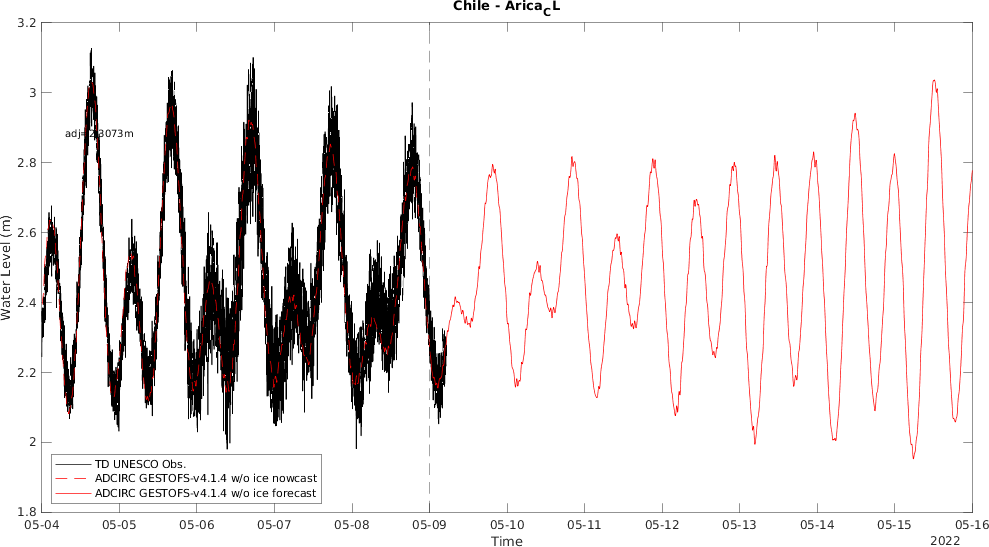 Chile - Arica_CL
3.2
3
2.8
2.6
2.4
2.2
2
1.8
Water Level (m)
adj=-2.3073m
TD UNESCO Obs.
ADCIRC GESTOFS-v4.1.4 w/o ice nowcast
ADCIRC GESTOFS-v4.1.4 w/o ice forecast
05-04 05-05 05-06 05-07 05-08 05-09 05-10 05-11 05-12 05-13 05-14 05-15 05-16
Time
2022